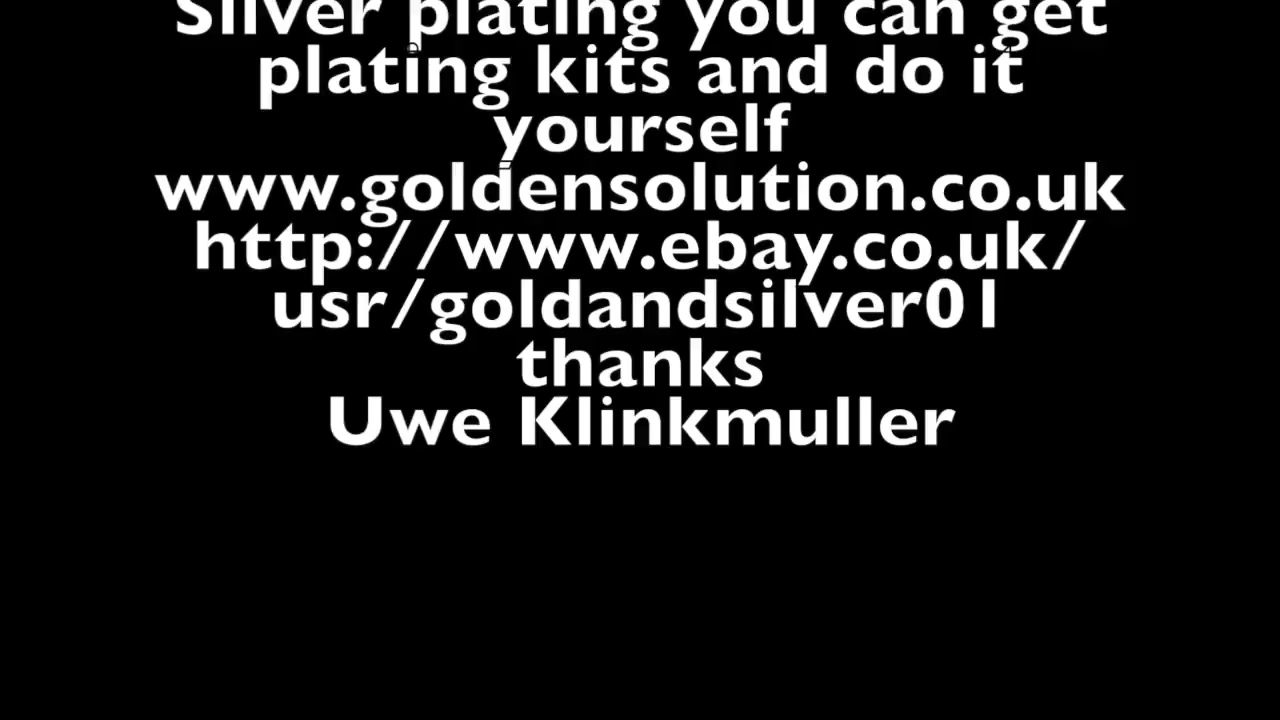 Silver plating you can get
plating kits and do it
yourself
www.goldensolution.co.uk
http://www.ebay.co.uk/
usr/goldandsilver01
thanks
Uwe Klinkmuller